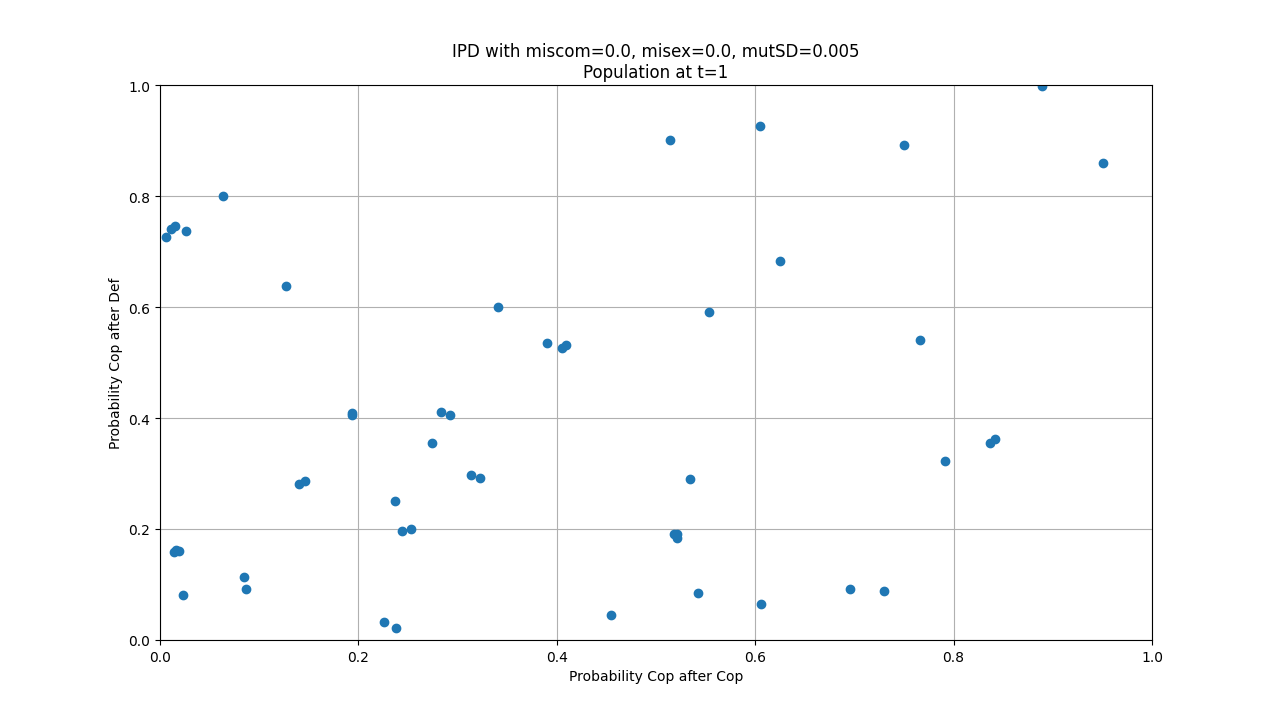 IPD with miscom=0.0, misex=0.0, mutSD=0.005
Population at t=1
1.0
0.8
0.6
0.4
0.2
0.0
Probability Cop after Def
0.0 0.2 0.4 0.6 0.8 1.0
Probability Cop after Cop